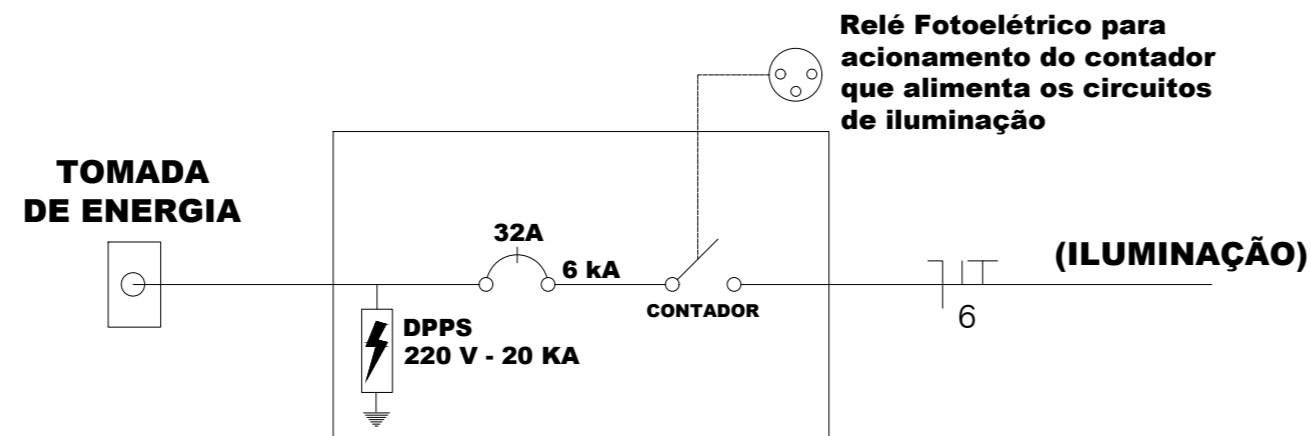 Relé Fotoelétrico para
acionamento do contador
que alimenta os circuitos
de iluminação
TOMADA
DE ENERGIA
32A
6 kA
CONTADOR
(ILUMINAÇÃO)
6
DPPS
220 V - 20 KA